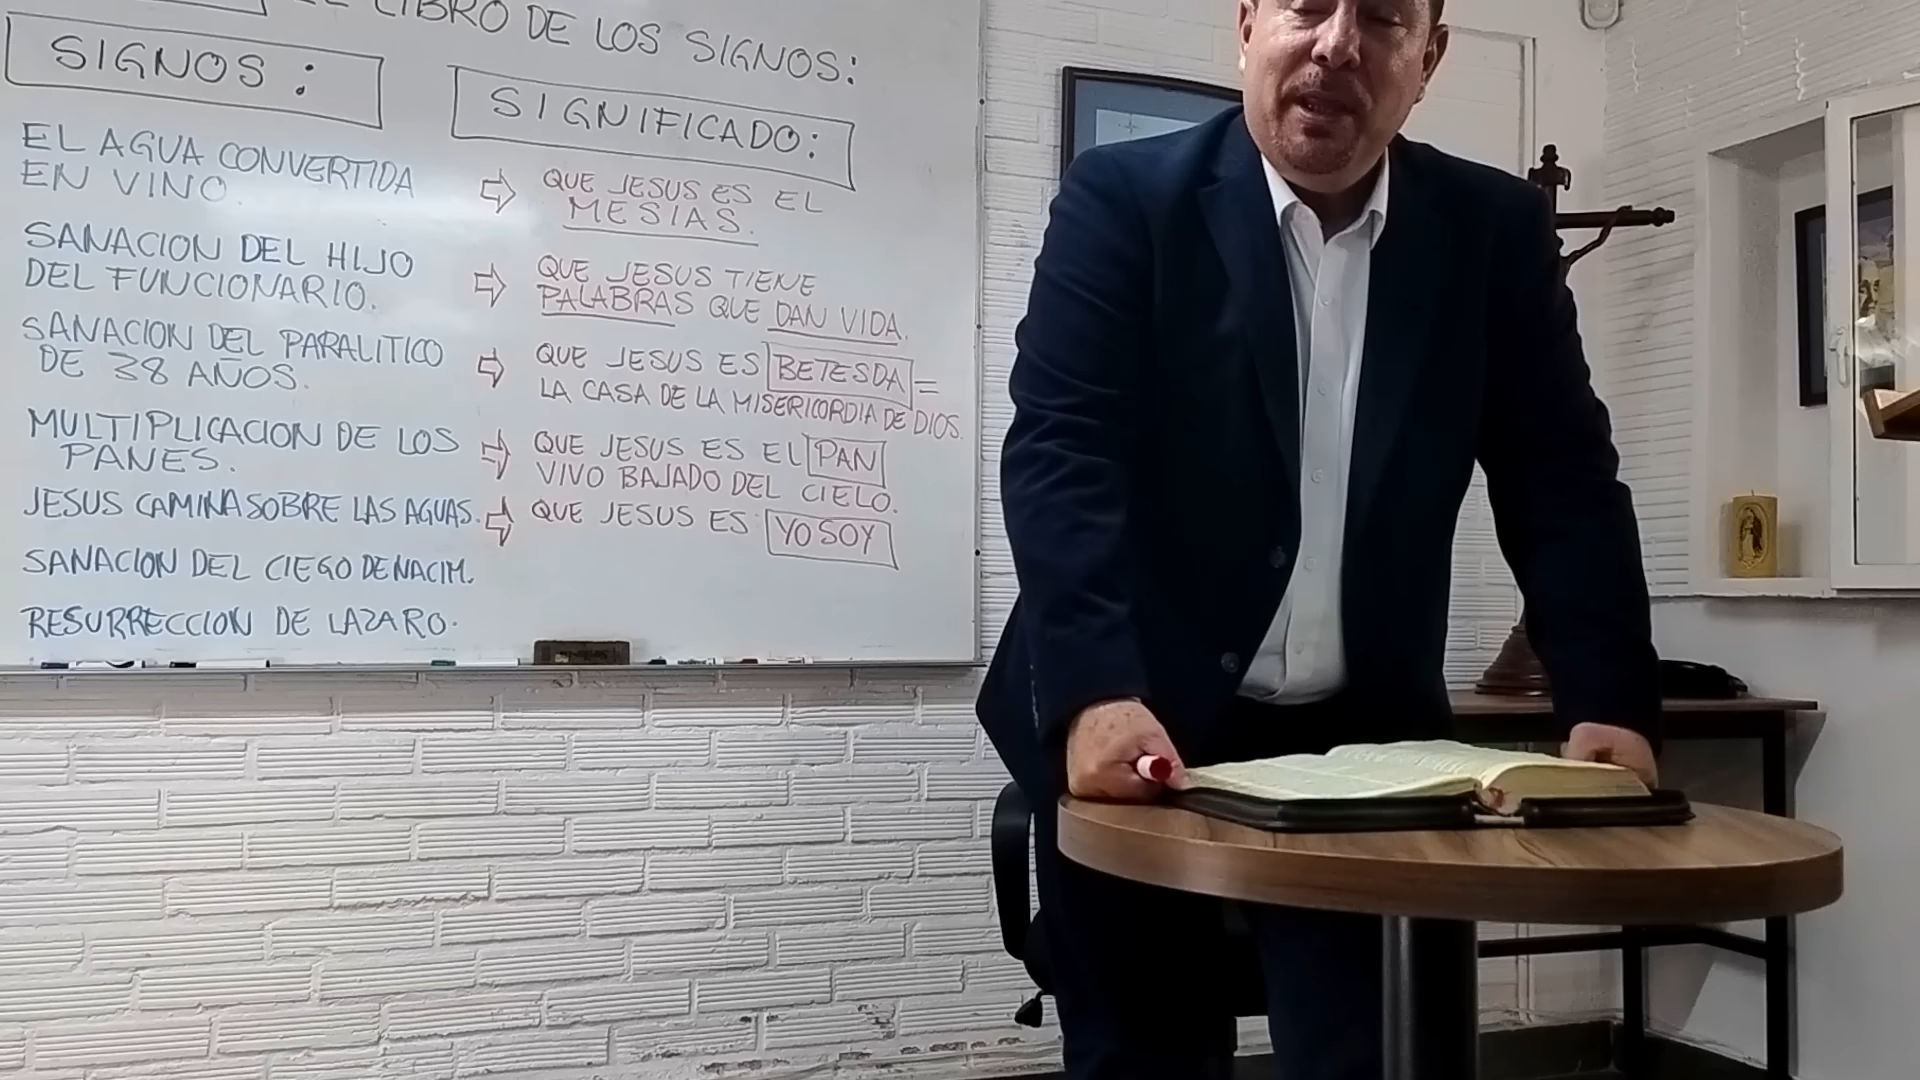 EL LIBRO DE LOS SIGNOS:
SIGNOS:
SIGNIFICADO:
EL AGUA CONVERTIDA
EN VINO.
QUE JESUS ES EL
MESIAS.
SANACION DEL HIJO
DEL FUNCIONARIO.
QUE JESUS TIENE
PALABRAS QUE DAN VIDA.
SANACION DEL PARALITICO
DE 38 AÑOS.
QUE JESUS ES BETESDA =
LA CASA DE LA MISERICORDIA DE DIOS.
MULTIPLICACION DE LOS
PANES.
QUE JESUS ES EL PAN
VIVO BAJADO DEL CIELO.
JESUS CAMINA SOBRE LAS AGUAS.
QUE JESUS ES YO SOY
SANACION DEL CIEGO DE NACIM.
RESURRECCION DE LAZARO.